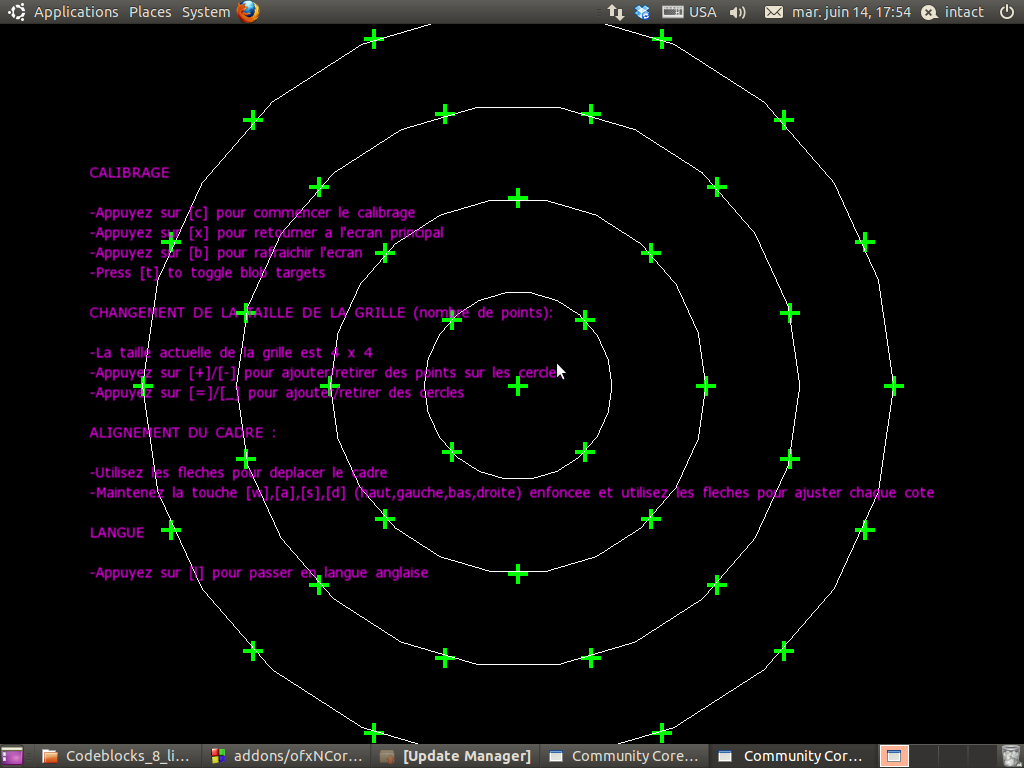 Applications Places System USA mar. juin 14, 17:54 intact
CALIBRAGE
-Appuyez sur [c] pour commencer le calibrage
-Appuyez sur [x] pour retourner a l'ecran principal
-Appuyez sur [b] pour rafraichir l'ecran
-Press [t] to toggle blob targets
CHANGEMENT DE LA TAILLE DE LA GRILLE (nombre de points):
-La taille actuelle de la grille est 4 x 4
-Appuyez sur [+]/[-] pour ajouter/retirer des points sur les cercles
-Appuyez sur [=]/[_] pour ajouter/retirer des cercles
ALIGNEMENT DU CADRE :
-Utilisez les fleches pour deplacer le cadre
-Maintenez la touche [w],[a],[s],[d] (haut,gauche,bas,droite) enfoncee et utilisez les fleches pour ajuster chaque cote
LANGUE
-Appuyez sur [l] pour passer en langue anglaise
Codeblocks_8_li... addons/ofxNCor... [Update Manager] Community Core... Community Cor...